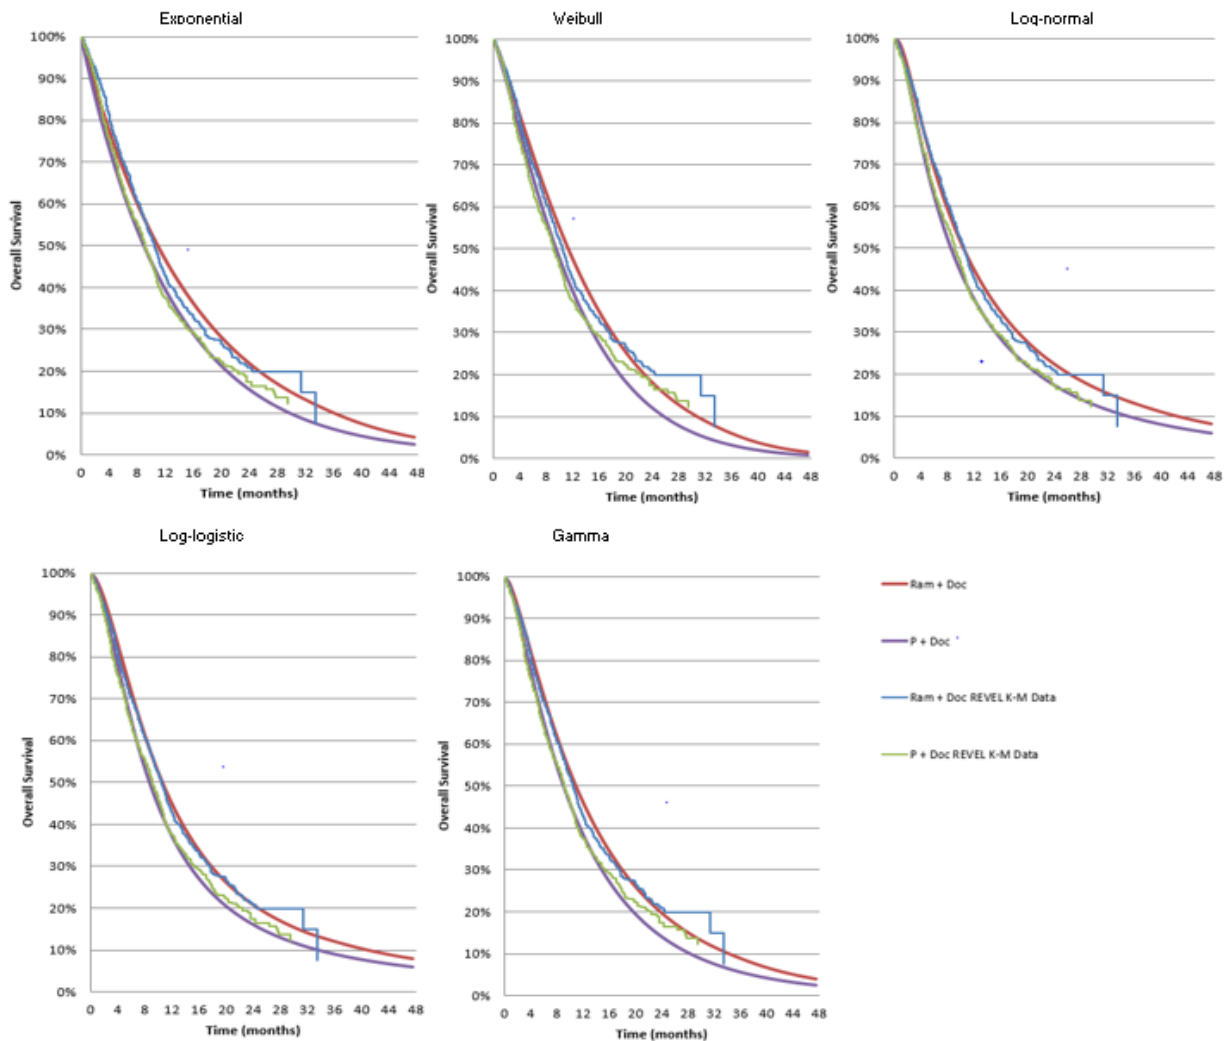 Exponential
Weibull
Log-normal
100%
90%
80%
70%
60%
50%
40%
30%
20%
10%
0%
Overall Survival
0 4 8 12 16 20 24 28 32 36 40 44 48
Time (months)
100%
90%
80%
70%
60%
50%
40%
30%
20%
10%
0%
Overall Survival
0 4 8 12 16 20 24 28 32 36 40 44 48
Time (months)
100%
90%
80%
70%
60%
50%
40%
30%
20%
10%
0%
Overall Survival
0 4 8 12 16 20 24 28 32 36 40 44 48
Time (months)
Log-logistic
Gamma
100%
90%
80%
70%
60%
50%
40%
30%
20%
10%
0%
Overall Survival
0 4 8 12 16 20 24 28 32 36 40 44 48
Time (months)
100%
90%
80%
70%
60%
50%
40%
30%
20%
10%
0%
Overall Survival
0 4 8 12 16 20 24 28 32 36 40 44 48
Time (months)
Ram + Doc
P + Doc
Ram + Doc REVEL K-M Data
P + Doc REVEL K-M Data